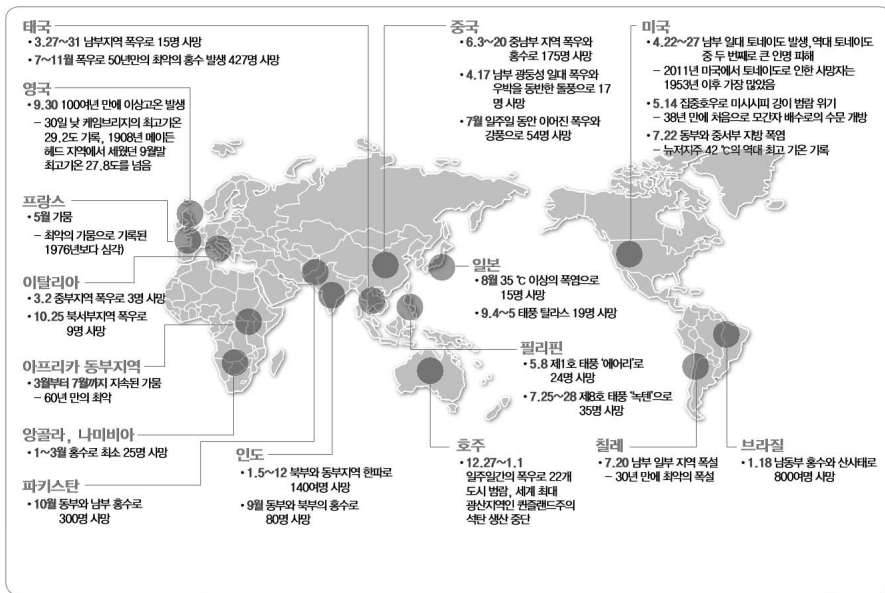 태국
• 3.27~31 남부지역 폭우로 15명 사망
• 7~11월 폭우로 50년만의 최악의 홍수 발생 427명 사망
영국
• 9.30 100여년 만에 이상고온 발생
– 30일 낮 케임브리지의 최고기온
29.2도 기록, 1908년 메이든
헤드 지역에서 세웠던 9월말
최고기온 27.8도를 넘음
프랑스
• 5월 가뭄
– 최악의 가뭄으로 기록된
1976년보다 심각)
이탈리아
• 3.2 중부지역 폭우로 3명 사망
• 10.25 북서부지역 폭우로
9명 사망
아프리카 동부지역
• 3월부터 7월까지 지속된 가뭄
– 60년 만의 최악
앙골라, 나미비아
• 1~3월 홍수로 최소 25명 사망
파키스탄
• 10월 동부와 남부 홍수로
300명 사망
인도
• 1.5~12 북부와 동부지역 한파로
140여명 사망
• 9월 동부와 북부의 홍수로
80명 사망
중국
• 6.3~20 중남부 지역 폭우와
홍수로 175명 사망
• 4.17 남부 광둥성 일대 폭우와
우박을 동반한 돌풍으로 17
명 사망
• 7월 일주일 동안 이어진 폭우와
강풍으로 54명 사망
일본
• 8월 35 ℃ 이상의 폭염으로
15명 사망
• 9.4~5 태풍 탈라스 19명 사망
필리핀
• 5.8 제1호 태풍 '에어리'로
24명 사망
• 7.25~28 제8호 태풍 '녹텐'으로
35명 사망
호주
• 12.27~1.1
일주일간의 폭우로 22개
도시 범람, 세계 최대
광산지역인 퀸즐랜드주의
석탄 생산 중단
미국
• 4.22~27 남부 일대 토네이도 발생, 역대 토네이도
중 두 번째로 큰 인명 피해
– 2011년 미국에서 토네이도로 인한 사망자는
1953년 이후 가장 많았음
• 5.14 집중호우로 미시시피 강이 범람 위기
– 38년 만에 처음으로 모간자 배수로의 수문 개방
• 7.22 동부와 중서부 지방 폭염
– 뉴저지주 42 ℃의 역대 최고 기온 기록
칠레
• 7.20 남부 일부 지역 폭설
– 30년 만에 최악의 폭설
브라질
• 1.18 남동부 홍수와 산사태로
800여명 사망